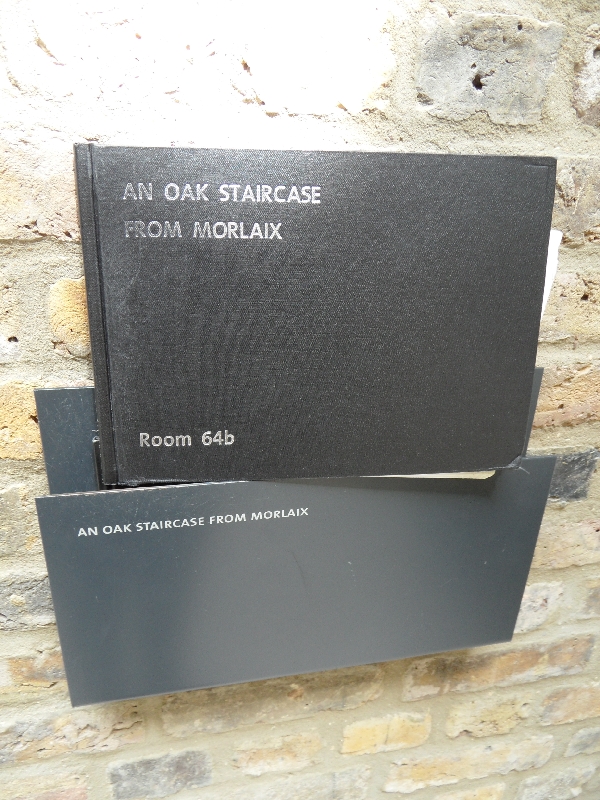 AN OAK STAIRCASE
FROM MORLAIX
Room 64b
AN OAK STAIRCASE FROM MORLAIX